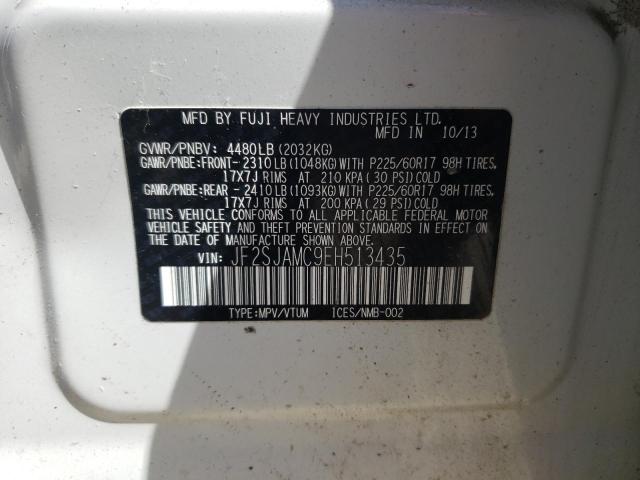 MFD BY FUJI HEAVY INDUSTRIES LTD.
MFD IN 10/13
GVWR/PNBV: 4480LB (2032KG)
GAWR/PNBE:FRONT-2310LB(1048KG)WITH P225/60R17 98H TIRES,
17X7J RIMS AT 210 KPA (30 PSI) COLD
GAWR/PNBE:REAR -2410LB(1093KG)WITH P225/60R17 98H TIRES,
17X7J RIMS AT 200 KPA (29 PSI) COLD
THIS VEHICLE CONFORMS TO ALL APPLICABLE FEDERAL MOTOR
VEHICLE SAFETY AND THEFT PREVENTION STANDARDS IN EFFECT
ON THE DATE OF MANUFACTURE SHOWN ABOVE.
VIN: JF2SJAMC9EH513435
TYPE:MPV/VTUM ICES/NMB-002